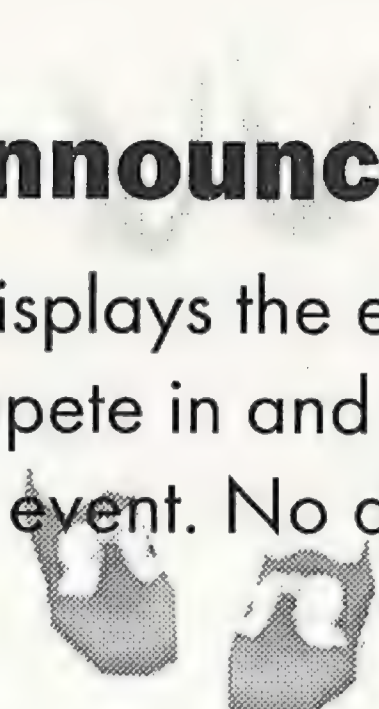 nnounc
isplays the e
pete in and
event. No